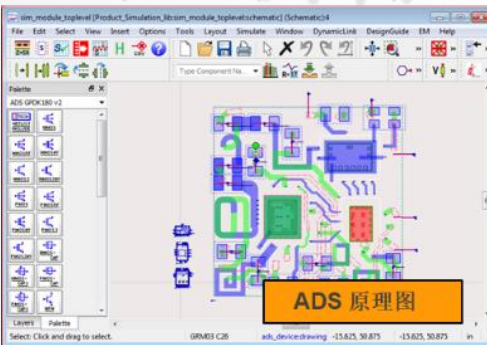 sim_module_toplevel [Product_Simulation_lib:sim_module_toplevel:schematic] (Schematic):4
File Edit Select View Insert Options Tools Layout Simulate Window DynamicLink DesignGuide EM Help
Type Component Na...
Palette
ADS GPDK180 v2
ADS 原理图
Layers Palette
Select: Click and drag to select.
GRM03 C26
ads_device:drawing
-15.625, 50.875
-15.625, 50.875
in